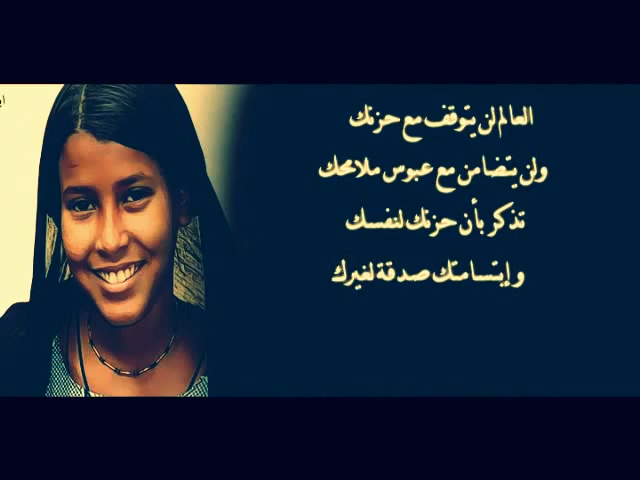 العالم لن يتوقف مع حزنك
ولن يتضامن مع عبوس ملامحك
تذكر بأن حزنك لنفسك
وإبتسامتك صدقة لغيرك